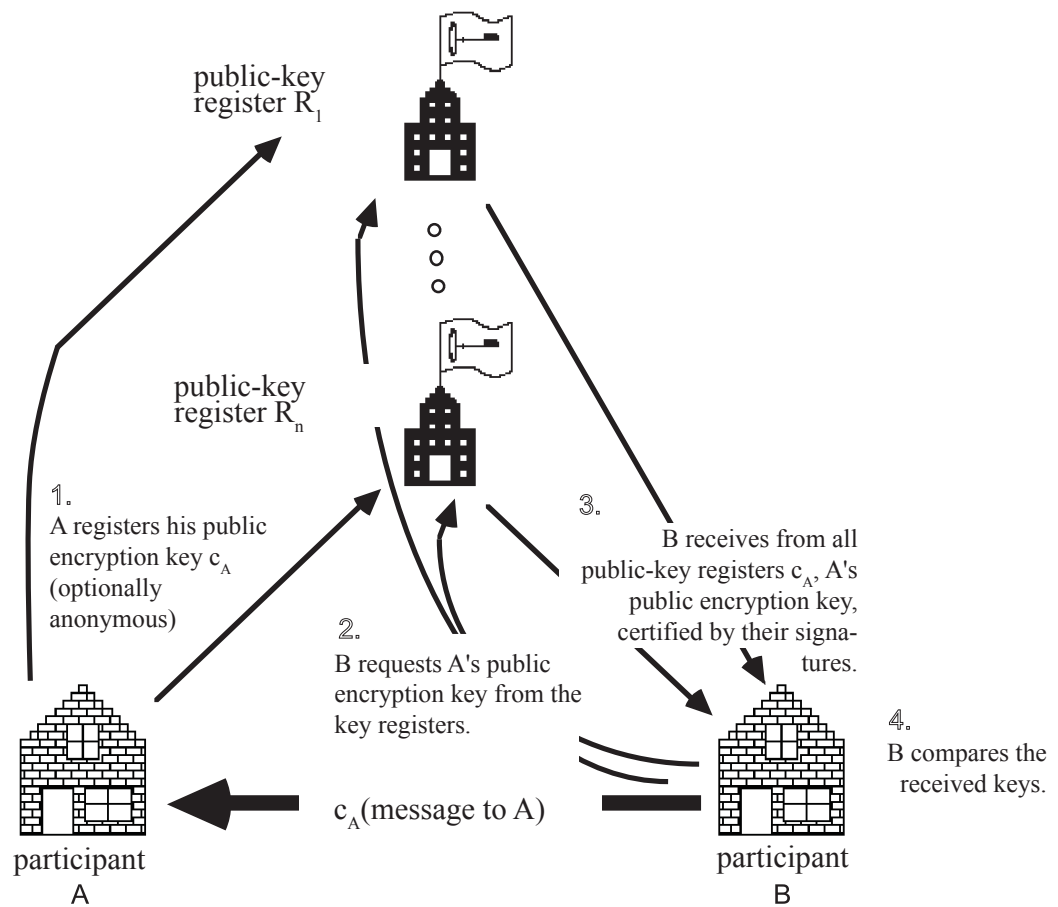 public-key
register R1
public-key
register Rn
1.
A registers his public
encryption key cA
(optionally
anonymous)
2.
B requests A's public
encryption key from the
key registers.
3.
B receives from all
public-key registers cA, A's
public encryption key,
certified by their signa-
tures.
4.
B compares the
received keys.
cA(message to A)
participant
A
participant
B